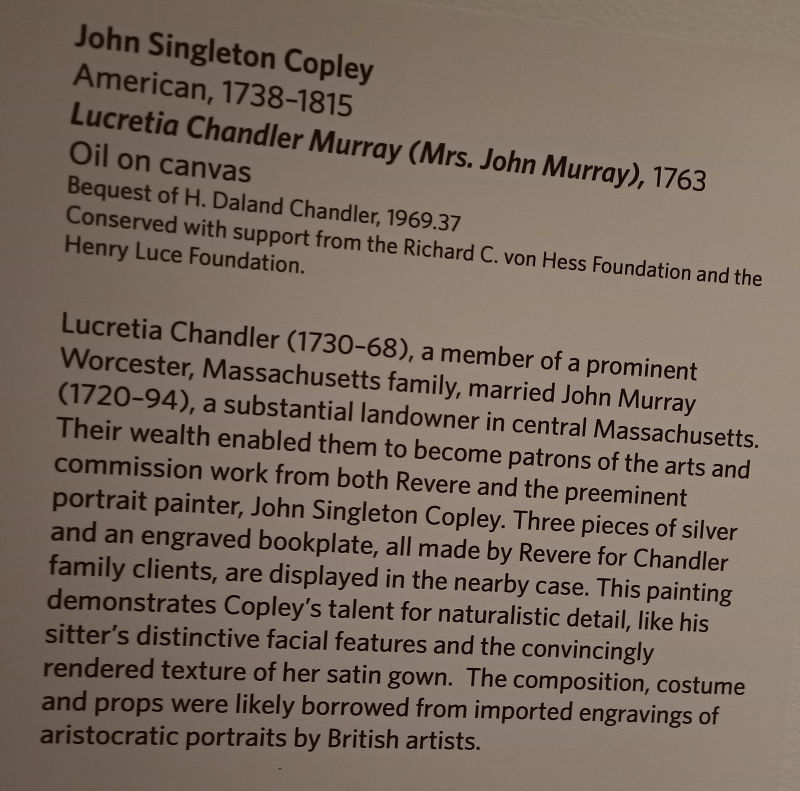 John Singleton Copley
American, 1738–1815
Lucretia Chandler Murray (Mrs. John Murray), 1763
Oil on canvas
Bequest of H. Daland Chandler, 1969.37
Conserved with support from the Richard C. von Hess Foundation and the
Henry Luce Foundation.
Lucretia Chandler (1730–68), a member of a prominent
Worcester, Massachusetts family, married John Murray
(1720–94), a substantial landowner in central Massachusetts.
Their wealth enabled them to become patrons of the arts and
commission work from both Revere and the preeminent
portrait painter, John Singleton Copley. Three pieces of silver
and an engraved bookplate, all made by Revere for Chandler
family clients, are displayed in the nearby case. This painting
demonstrates Copley's talent for naturalistic detail, like his
sitter's distinctive facial features and the convincingly
rendered texture of her satin gown.  The composition, costume
and props were likely borrowed from imported engravings of
aristocratic portraits by British artists.